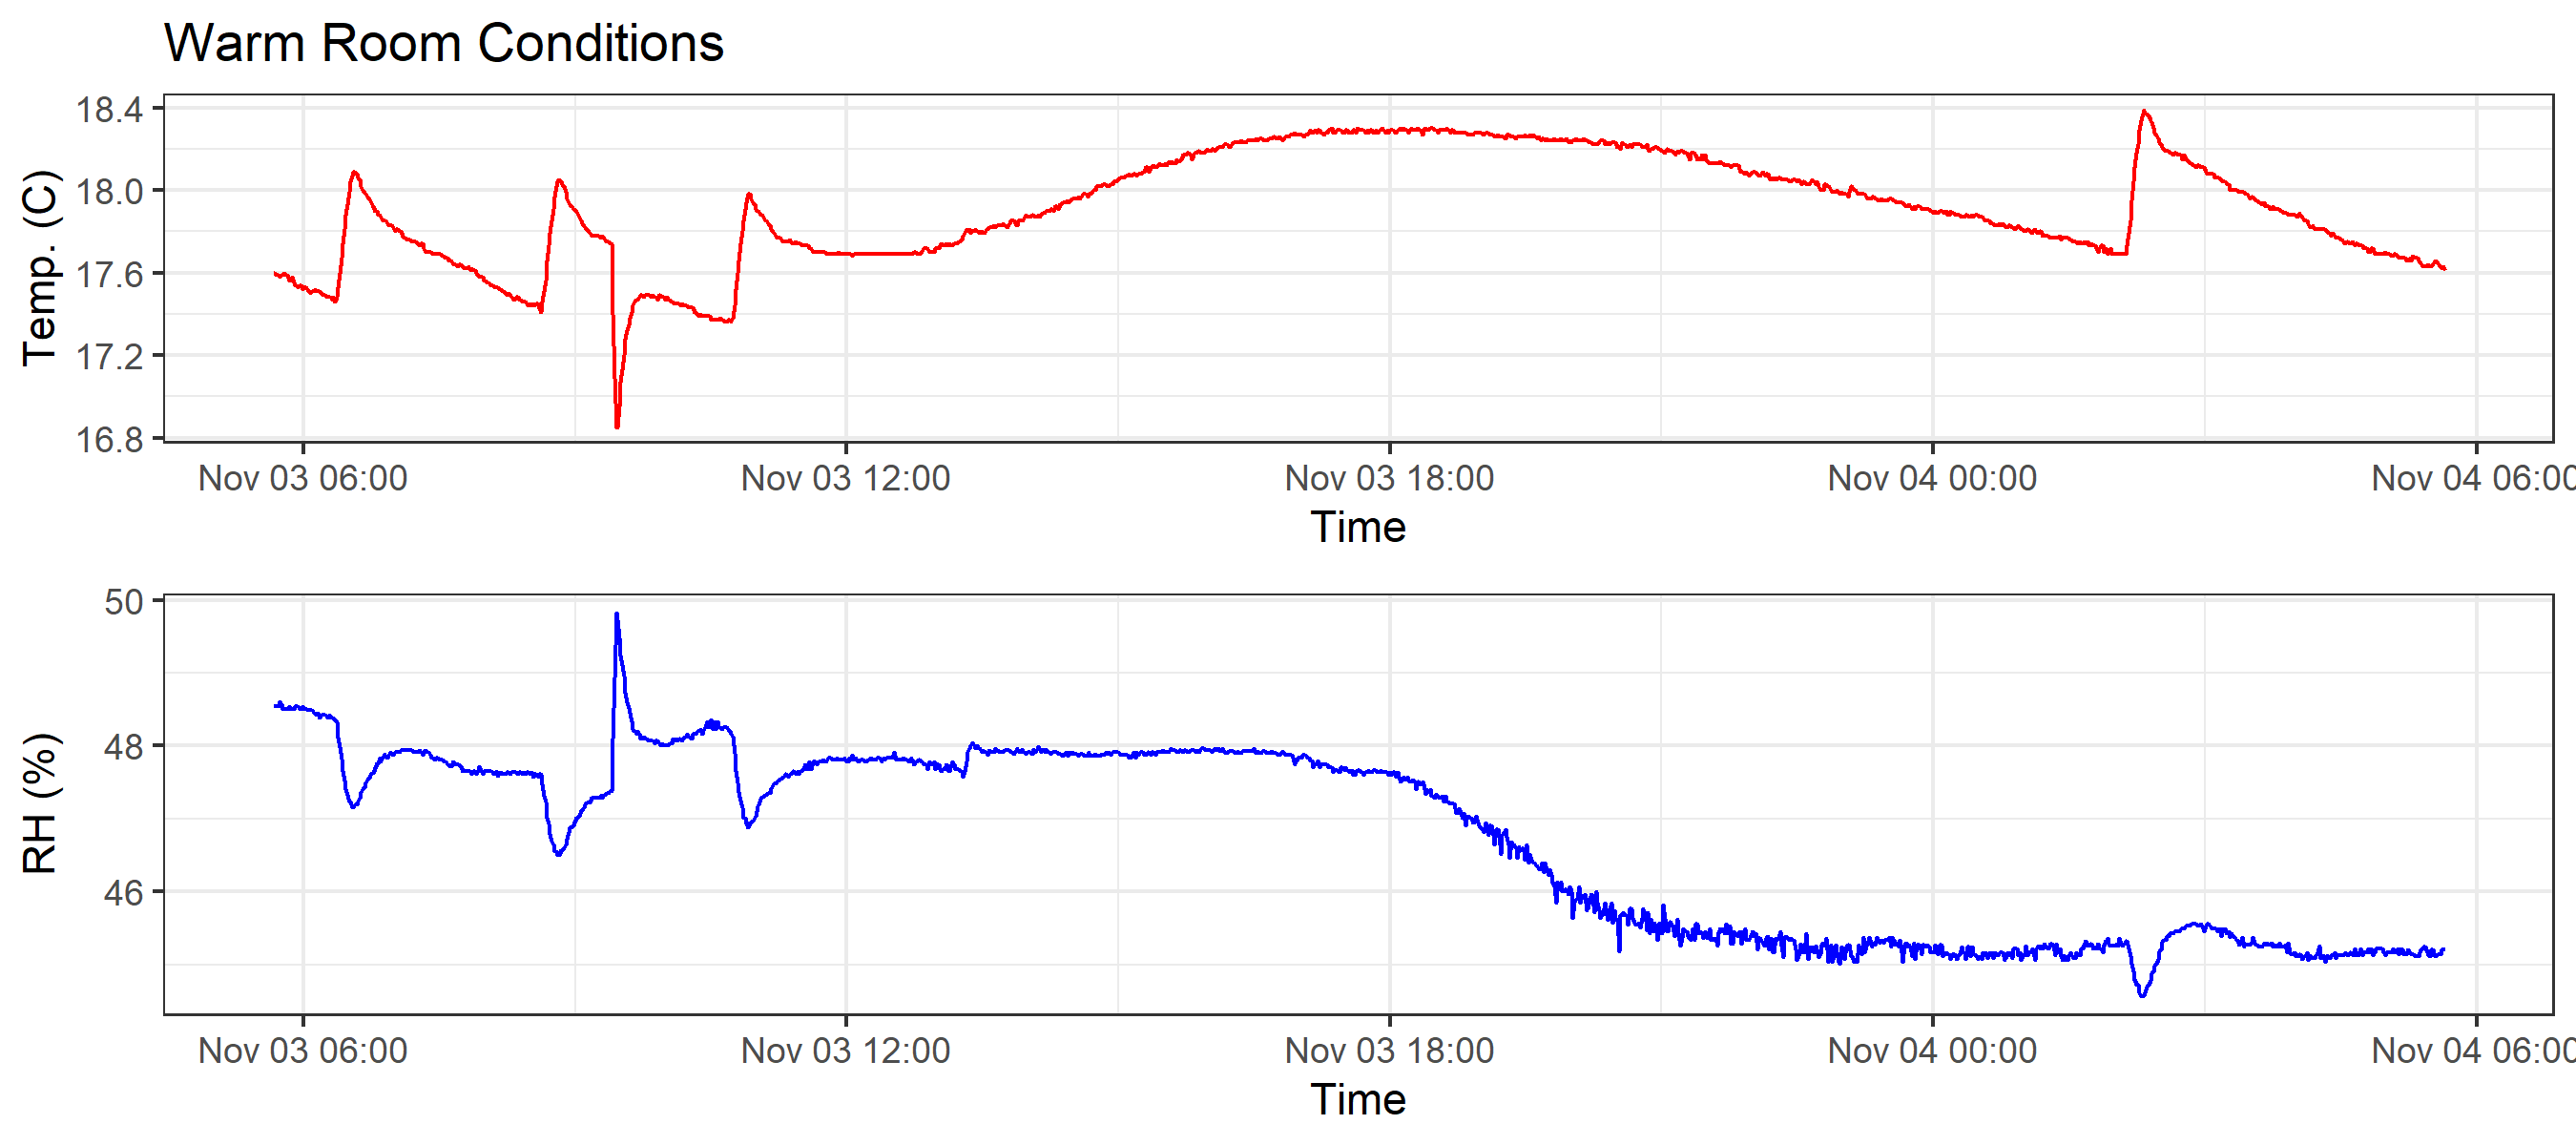 Warm Room Conditions
Temp. (C)
18.4
18.0
17.6
17.2
16.8
Nov 03 06:00 Nov 03 12:00 Nov 03 18:00 Nov 04 00:00 Nov 04 06:00
Time
RH (%)
50
48
46
Nov 03 06:00 Nov 03 12:00 Nov 03 18:00 Nov 04 00:00 Nov 04 06:00
Time